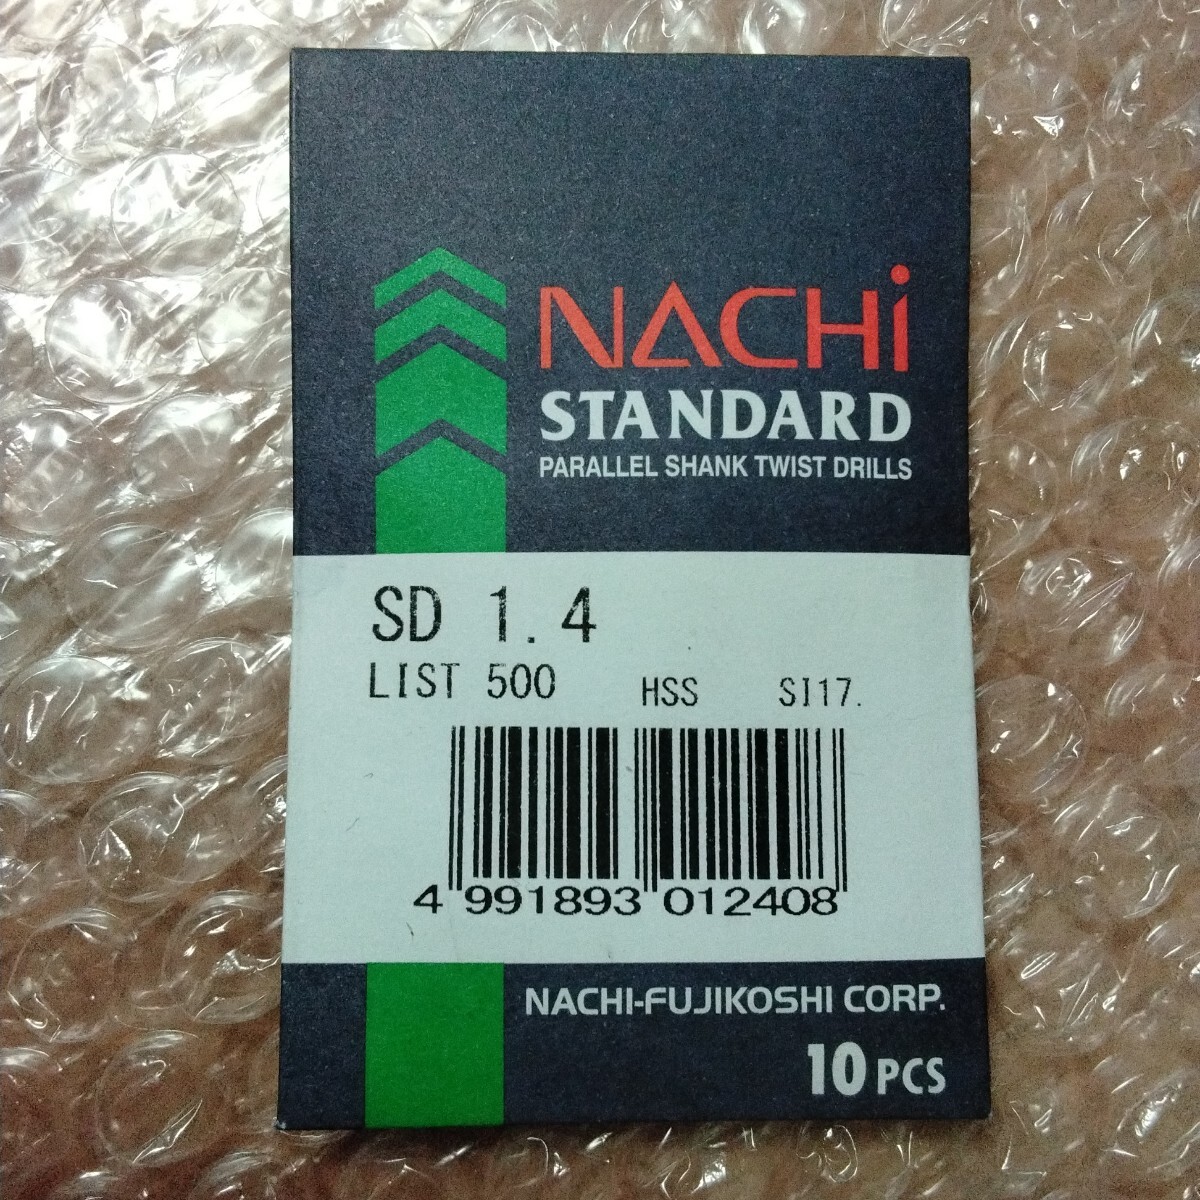 NACHi
STANDARD
PARALLEL SHANK TWIST DRILLS
SD 1.4
LIST 500 HSS SI17.
4 991893 012408
NACHI-FUJIKOSHI CORP.
10 PCS